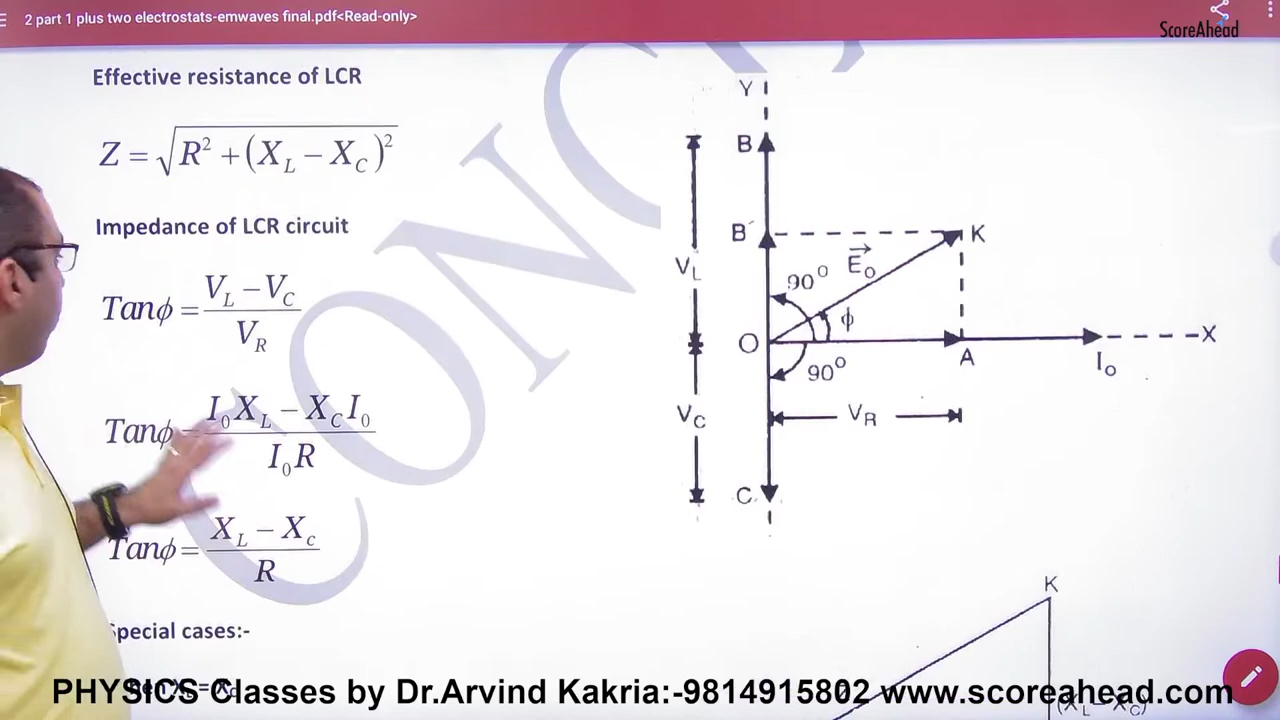 2 part 1 plus two electrostats-emwaves final.pdf<Read-only>
ScoreAhead
Effective resistance of LCR
Z = √(R² + (X_L − X_C)²)
Impedance of LCR circuit
Tanϕ = (V_L − V_C) / V_R
Tanϕ = (I₀X_L − X_C I₀) / (I₀R)
Tanϕ = (X_L − X_c) / R
Special cases:-
Y
B
B´
K
V_L
90°
E₀
ϕ
O
A
I₀
X
90°
V_R
V_C
C
K
(X_L − X_C)
PHYSICS Classes by Dr.Arvind Kakria:-9814915802 www.scoreahead.com